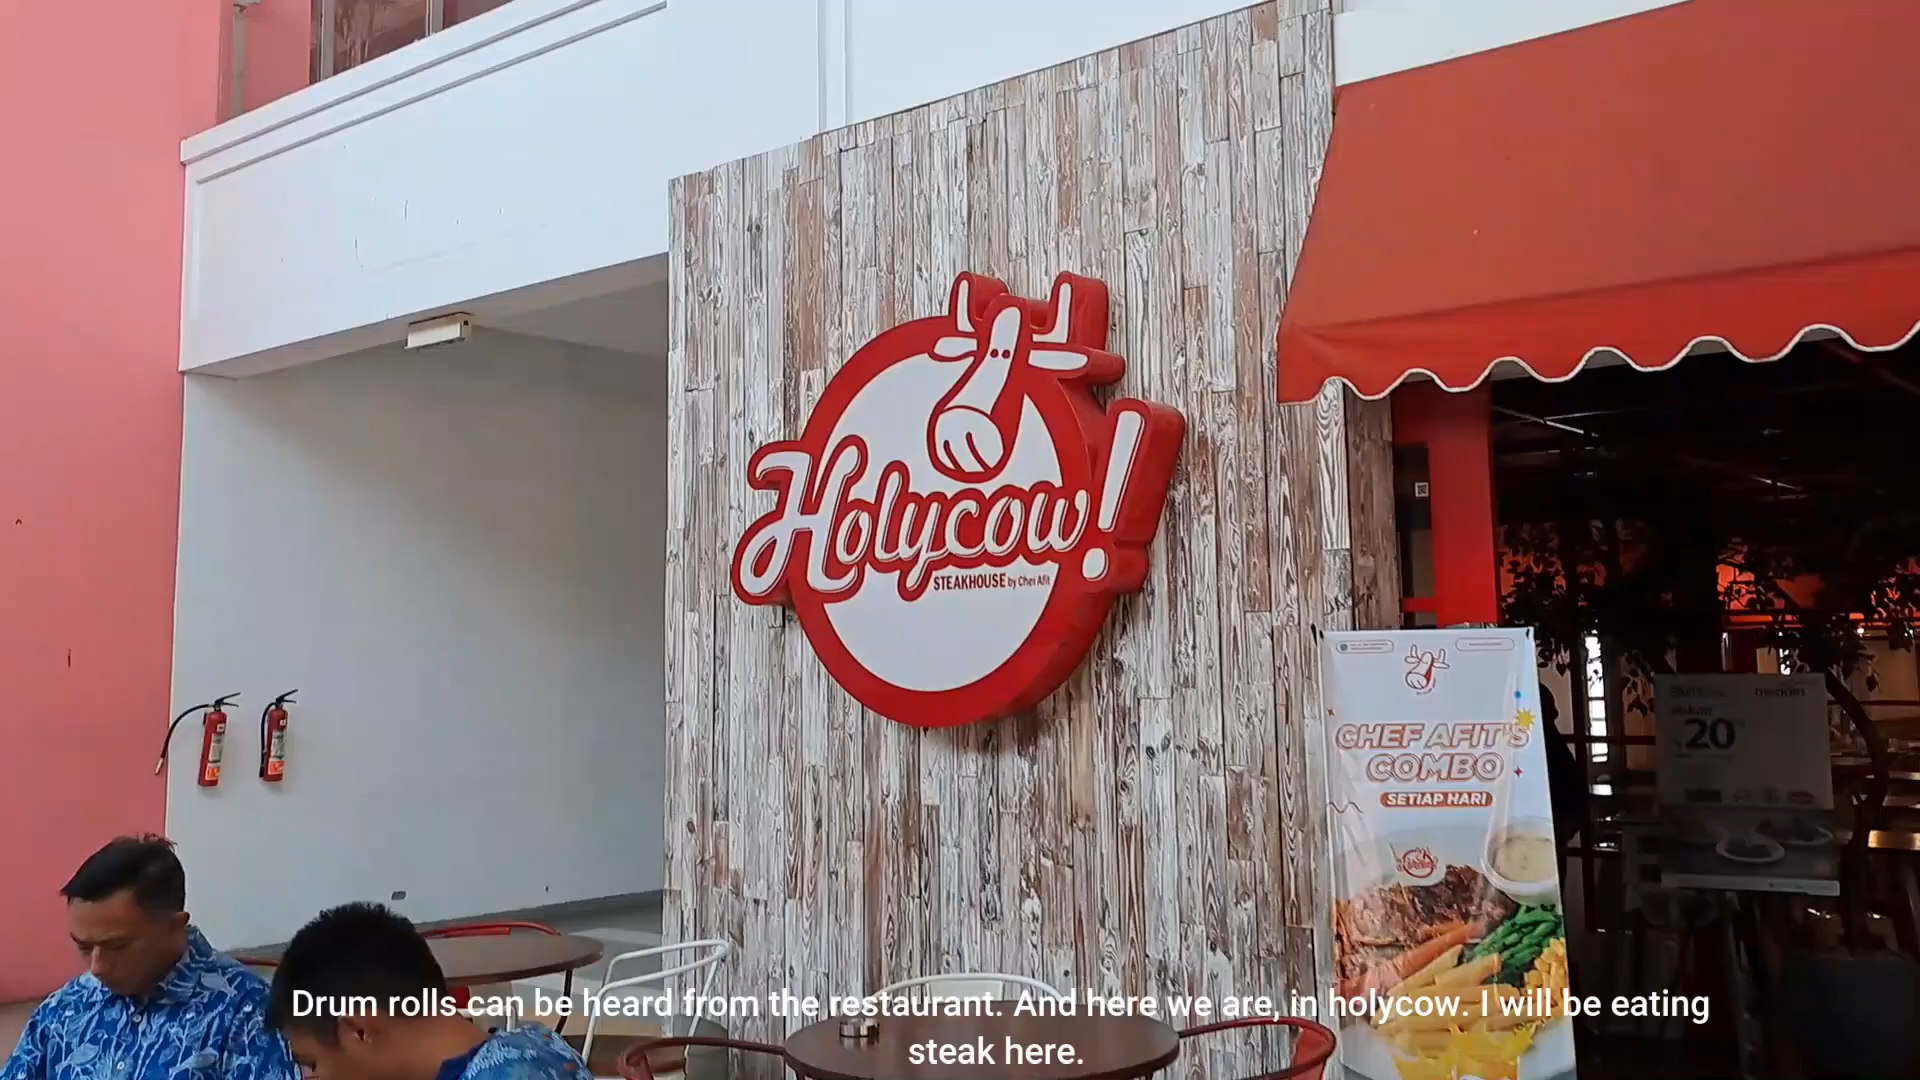 Holycow!
STEAKHOUSE by Chef Afit
CHEF AFIT'S
COMBO
SETIAP HARI
20
Drum rolls can be heard from the restaurant. And here we are, in holycow. I will be eating
steak here.